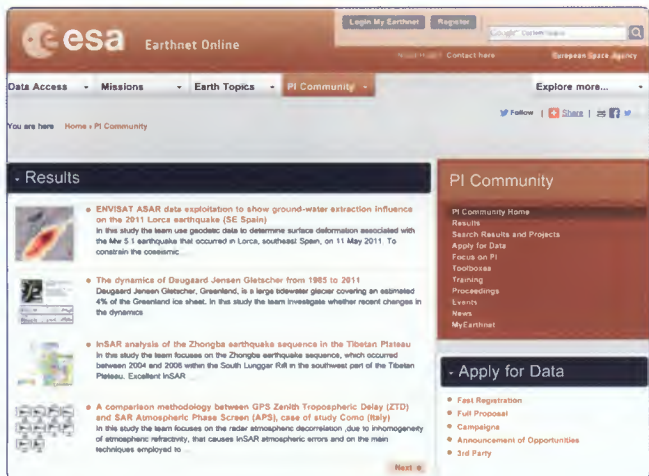 Login My Earthnet Register
esa Earthnet Online
Contact here European Space Agency
Data Access Missions Earth Topics PI Community Explore more...
Follow | Share |
You are here Home › PI Community
Results
ENVISAT ASAR data exploitation to show ground-water extraction influence
on the 2011 Lorca earthquake (SE Spain)
In this study the team use geodetic data to determine surface deformation associated with
the Mw 5 1 earthquake that occurred in Lorca, southeast Spain, on 11 May 2011. To
constrain the coseismic
The dynamics of Daugaard Jensen Gletscher from 1985 to 2011
Daugaard Jensen Gletscher, Greenland, is a large tidewater glacier covering an estimated
4% of the Greenland ice sheet. In this study the team investigate whether recent changes in
the dynamics
InSAR analysis of the Zhongba earthquake sequence in the Tibetan Plateau
In this study the team focuses on the Zhongba earthquake sequence, which occurred
between 2004 and 2008 within the South Lunggar Rift in the southwest part of the Tibetan
Plateau. Excellent InSAR ...
A comparison methodology between GPS Zenith Tropospheric Delay (ZTD)
and SAR Atmospheric Phase Screen (APS), case of study Como (Italy)
In this study the team focuses on the radar atmospheric decorrelation ,due to inhomogeneity
of atmospheric refractivity, that causes InSAR atmospheric errors and on the main
techniques employed to ...
Next
PI Community
PI Community Home
Results
Search Results and Projects
Apply for Data
Focus on PI
Toolboxes
Training
Proceedings
Events
News
MyEarthnet
Apply for Data
Fast Registration
Full Proposal
Campaigns
Announcement of Opportunities
3rd Party